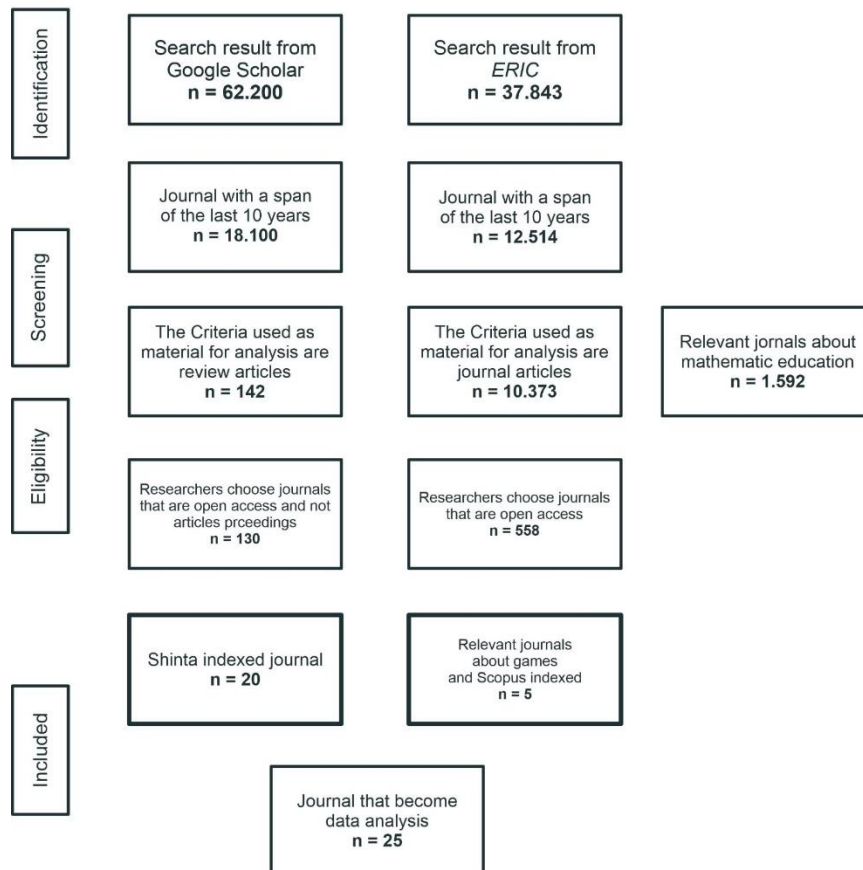 Identification
Search result from
Google Scholar
n = 62.200
Search result from
ERIC
n = 37.843
Journal with a span
of the last 10 years
n = 18.100
Journal with a span
of the last 10 years
n = 12.514
Screening
The Criteria used as
material for analysis are
review articles
n = 142
The Criteria used as
material for analysis are
journal articles
n = 10.373
Relevant jornals about
mathematic education
n = 1.592
Eligibility
Researchers choose journals
that are open access and not
articles prceedings
n = 130
Researchers choose journals
that are open access
n = 558
Shinta indexed journal
n = 20
Relevant journals
about games
and Scopus indexed
n = 5
Included
Journal that become
data analysis
n = 25